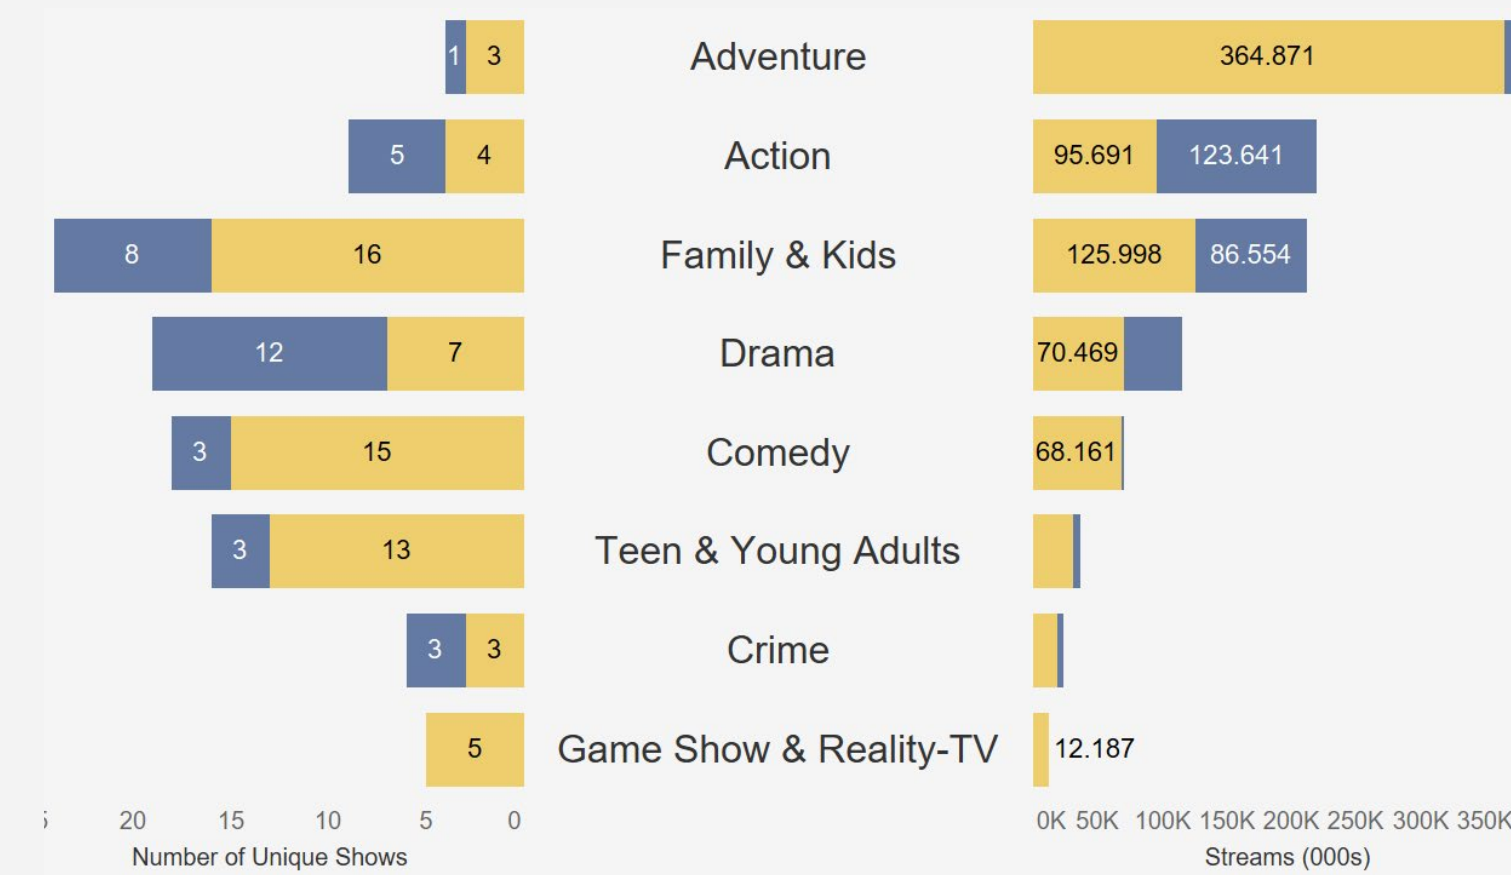 1 3 Adventure 364.871
5 4 Action 95.691 123.641
8 16 Family & Kids 125.998 86.554
12 7 Drama 70.469
3 15 Comedy 68.161
3 13 Teen & Young Adults
3 3 Crime
5 Game Show & Reality-TV 12.187
20 15 10 5 0 0K 50K 100K 150K 200K 250K 300K 350K
Number of Unique Shows Streams (000s)